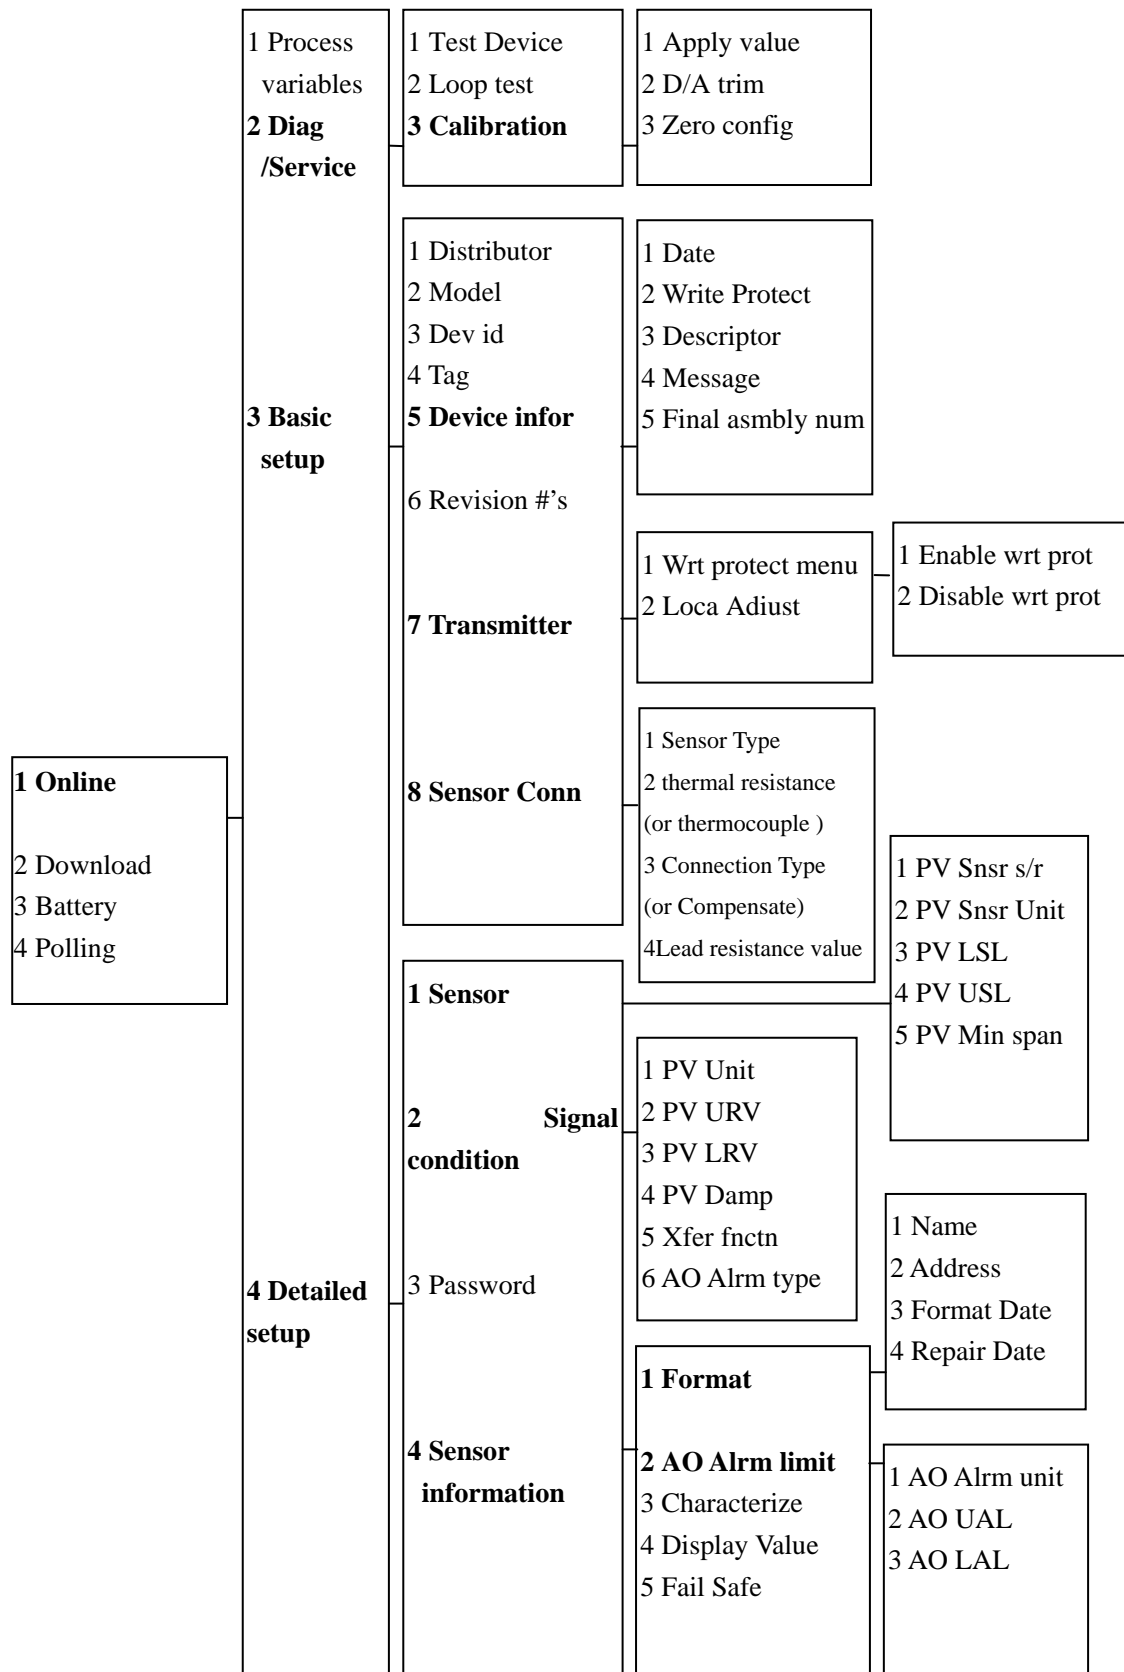 1 Online
2 Download
3 Battery
4 Polling
1 Process
variables
2 Diag
/Service
3 Basic
setup
4 Detailed
setup
1 Test Device
2 Loop test
3 Calibration
1 Apply value
2 D/A trim
3 Zero config
1 Distributor
2 Model
3 Dev id
4 Tag
5 Device infor
6 Revision #’s
7 Transmitter
8 Sensor Conn
1 Date
2 Write Protect
3 Descriptor
4 Message
5 Final asmbly num
1 Wrt protect menu
2 Loca Adiust
1 Enable wrt prot
2 Disable wrt prot
1 Sensor Type
2 thermal resistance
(or thermocouple )
3 Connection Type
(or Compensate)
4Lead resistance value
1 Sensor
2 Signal
condition
3 Password
4 Sensor
information
1 PV Snsr s/r
2 PV Snsr Unit
3 PV LSL
4 PV USL
5 PV Min span
1 PV Unit
2 PV URV
3 PV LRV
4 PV Damp
5 Xfer fnctn
6 AO Alrm type
1 Format
2 AO Alrm limit
3 Characterize
4 Display Value
5 Fail Safe
1 Name
2 Address
3 Format Date
4 Repair Date
1 AO Alrm unit
2 AO UAL
3 AO LAL